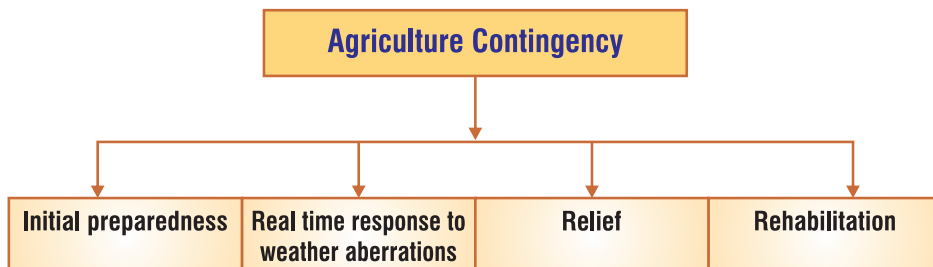 Agriculture Contingency
Initial preparedness
Real time response to
weather aberrations
Relief
Rehabilitation